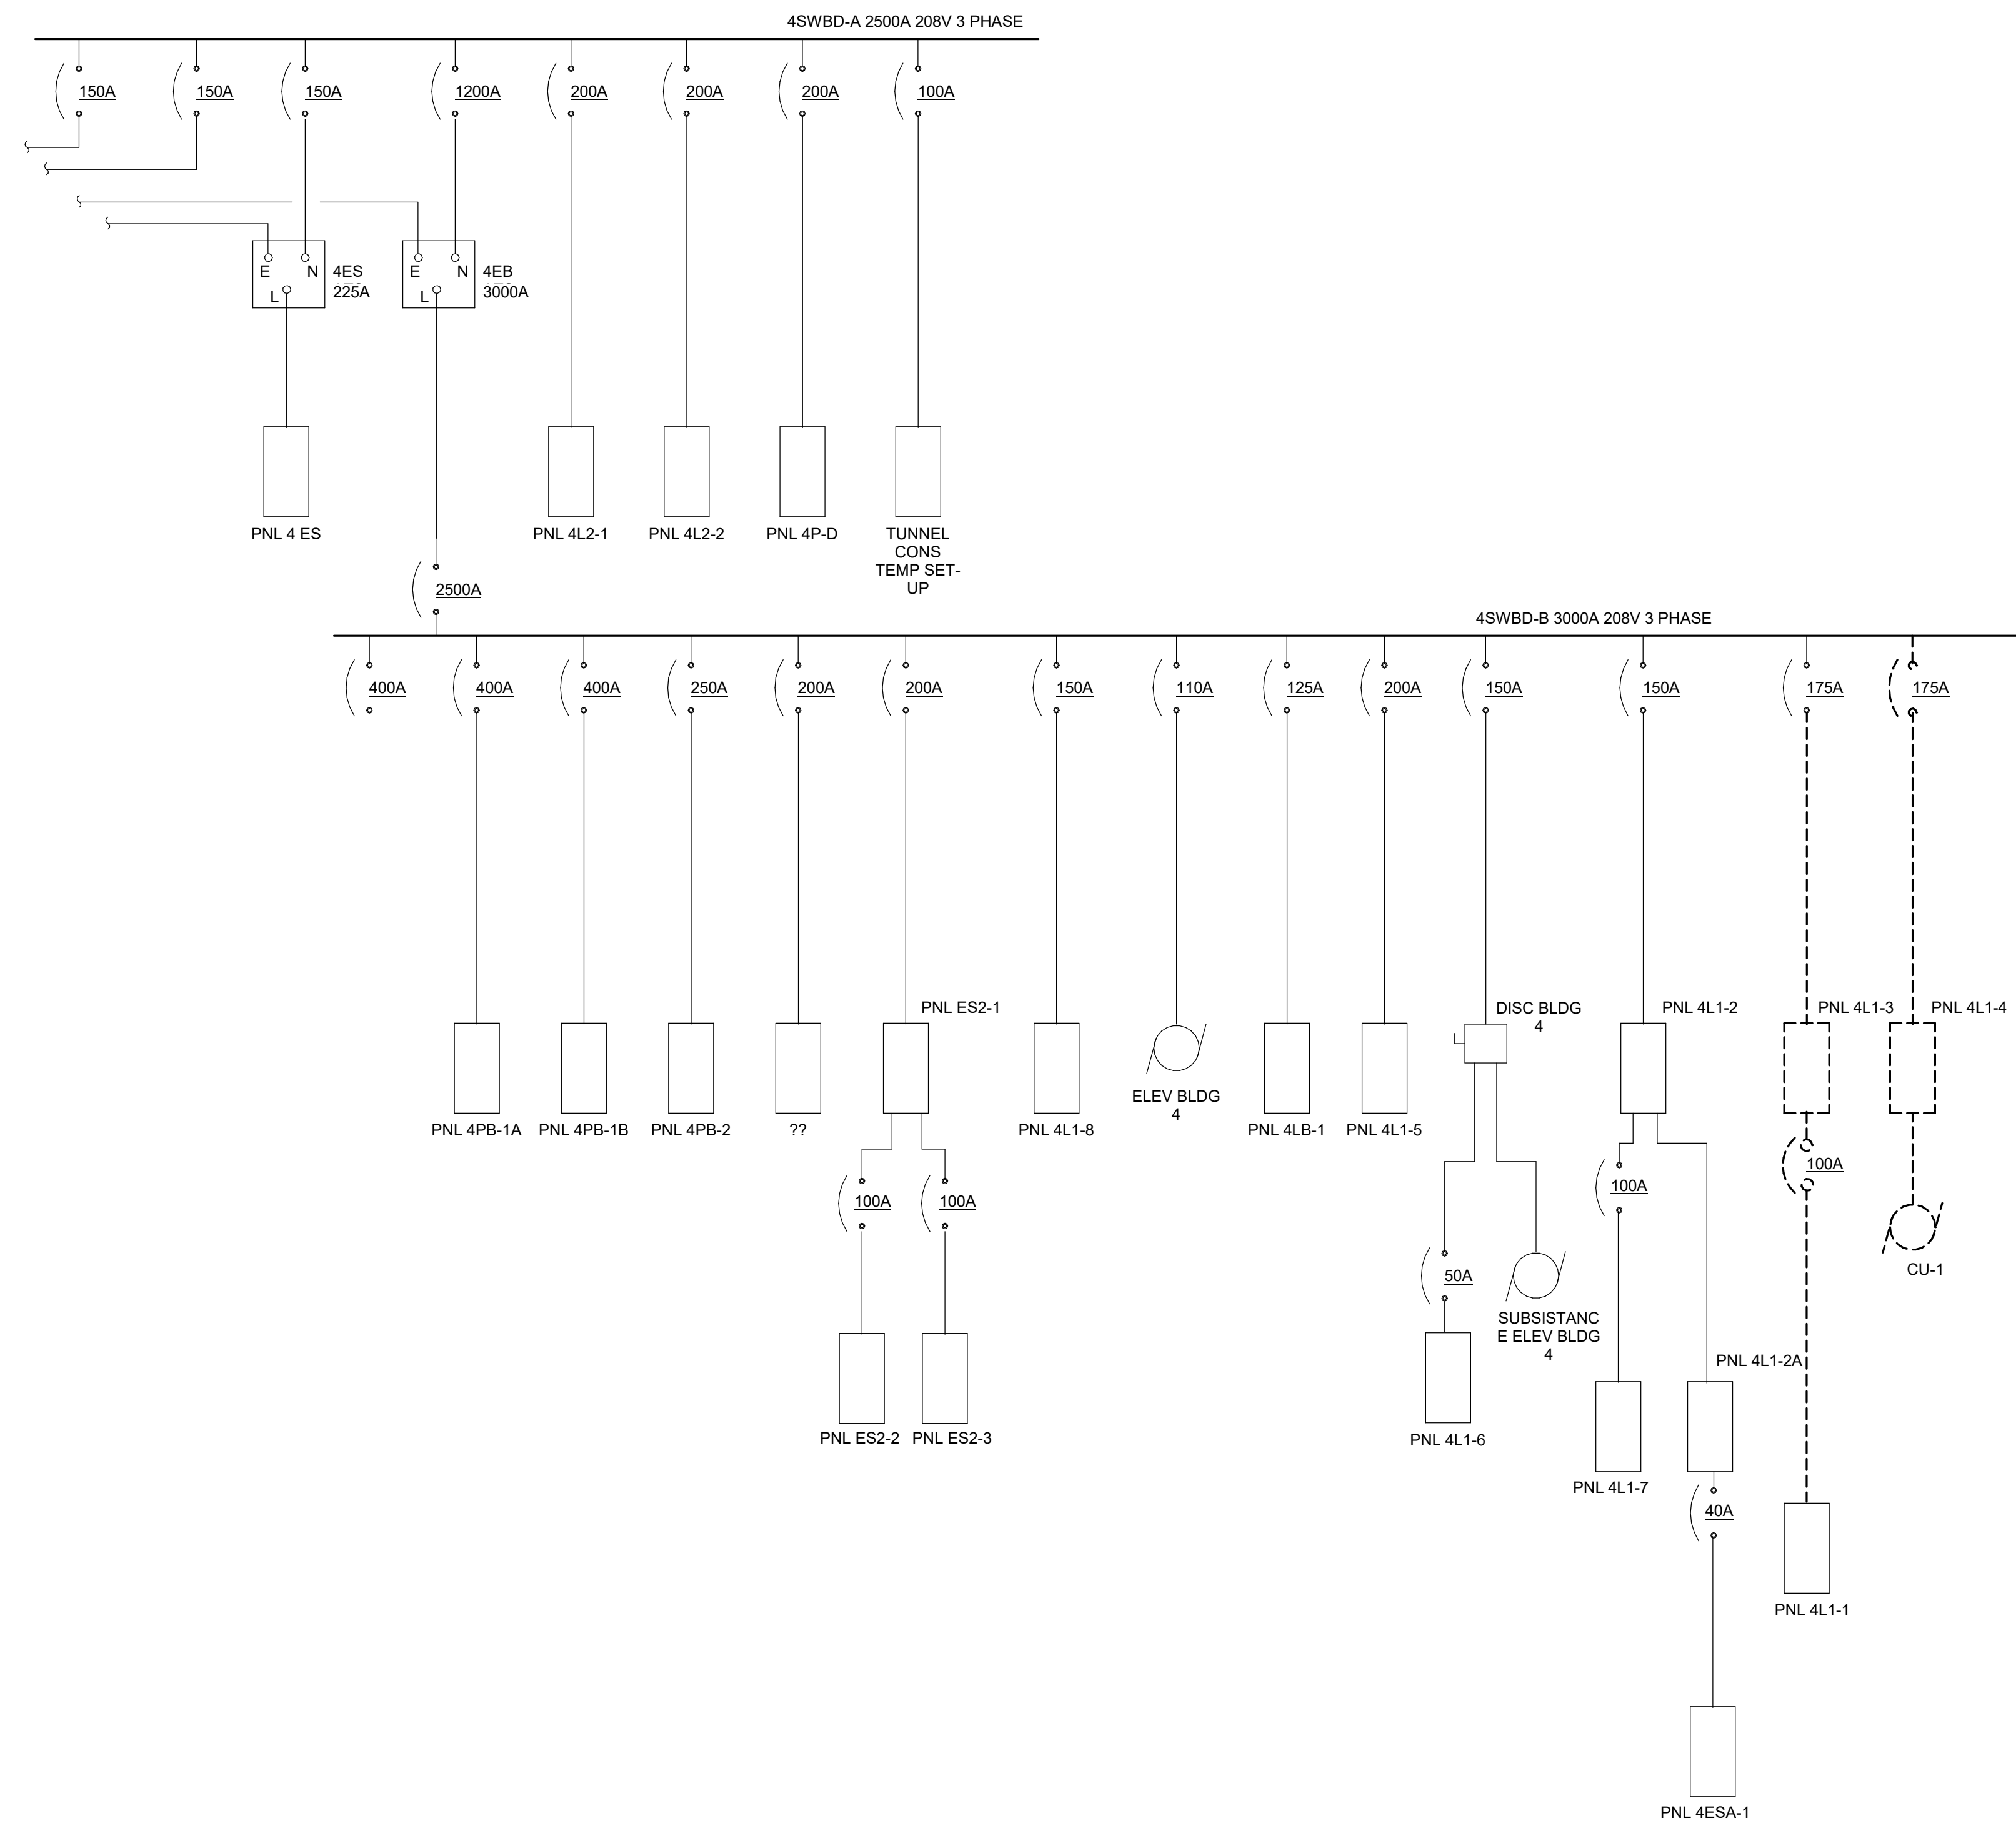 4SWBD-A 2500A 208V 3 PHASE
150A
150A
150A
1200A
200A
200A
200A
100A
E
N
L
4ES
225A
E
N
L
4EB
3000A
PNL 4 ES
PNL 4L2-1
PNL 4L2-2
PNL 4P-D
TUNNEL
CONS
TEMP SET-
UP
2500A
4SWBD-B 3000A 208V 3 PHASE
400A
400A
400A
250A
200A
200A
150A
110A
125A
200A
150A
150A
175A
175A
PNL ES2-1
DISC BLDG
4
PNL 4L1-2
PNL 4L1-3
PNL 4L1-4
PNL 4PB-1A
PNL 4PB-1B
PNL 4PB-2
??
PNL 4L1-8
ELEV BLDG
4
PNL 4LB-1
PNL 4L1-5
100A
100A
100A
100A
50A
SUBSISTANC
E ELEV BLDG
4
CU-1
PNL 4L1-2A
PNL ES2-2
PNL ES2-3
PNL 4L1-6
PNL 4L1-7
40A
PNL 4L1-1
PNL 4ESA-1